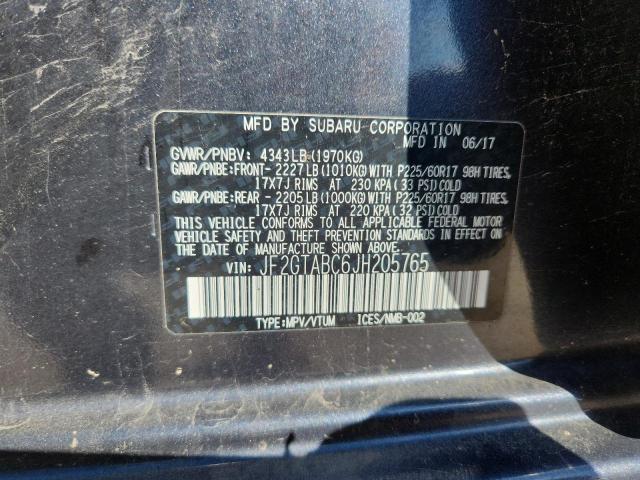 MFD BY SUBARU CORPORATION
MFD IN 06/17
GVWR/PNBV: 4343LB(1970KG)
GAWR/PNBE:FRONT- 2227LB(1010KG)WITH P225/60R17 98H TIRES,
17X7J RIMS AT 230 KPA(33 PSI)COLD
GAWR/PNBE:REAR - 2205LB(1000KG)WITH P225/60R17 98H TIRES,
17X7J RIMS AT 220 KPA(32 PSI)COLD
THIS VEHICLE CONFORMS TO ALL APPLICABLE FEDERAL MOTOR
VEHICLE SAFETY AND THEFT PREVENTION STANDARDS IN EFFECT ON
THE DATE OF MANUFACTURE SHOWN ABOVE.
VIN: JF2GTABC6JH205765
TYPE:MPV/VTUM ICES/NMB-002